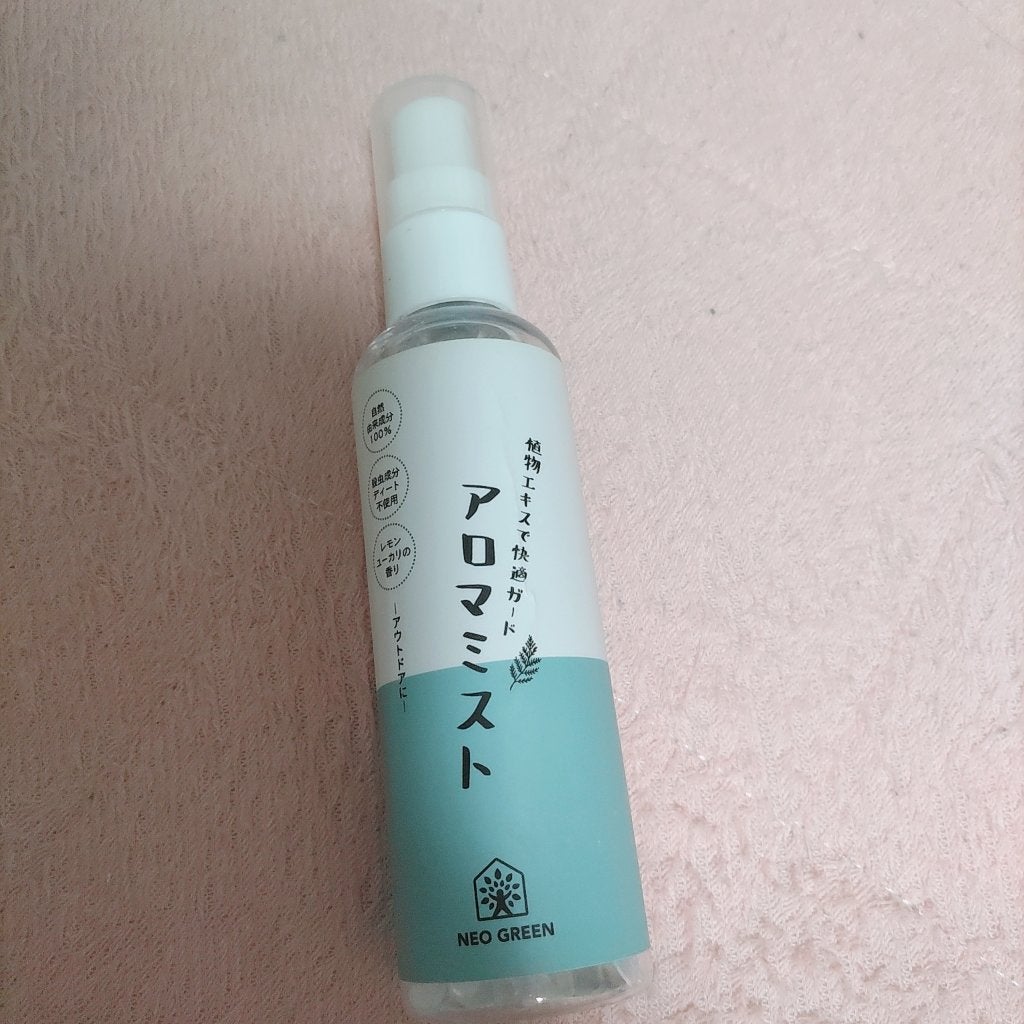 植物エキスで快適ガード
アロマミスト
自然
由来成分
100%
殺虫成分
ディート
不使用
レモン
ユーカリの
香り
—アウトドアに—
NEO GREEN